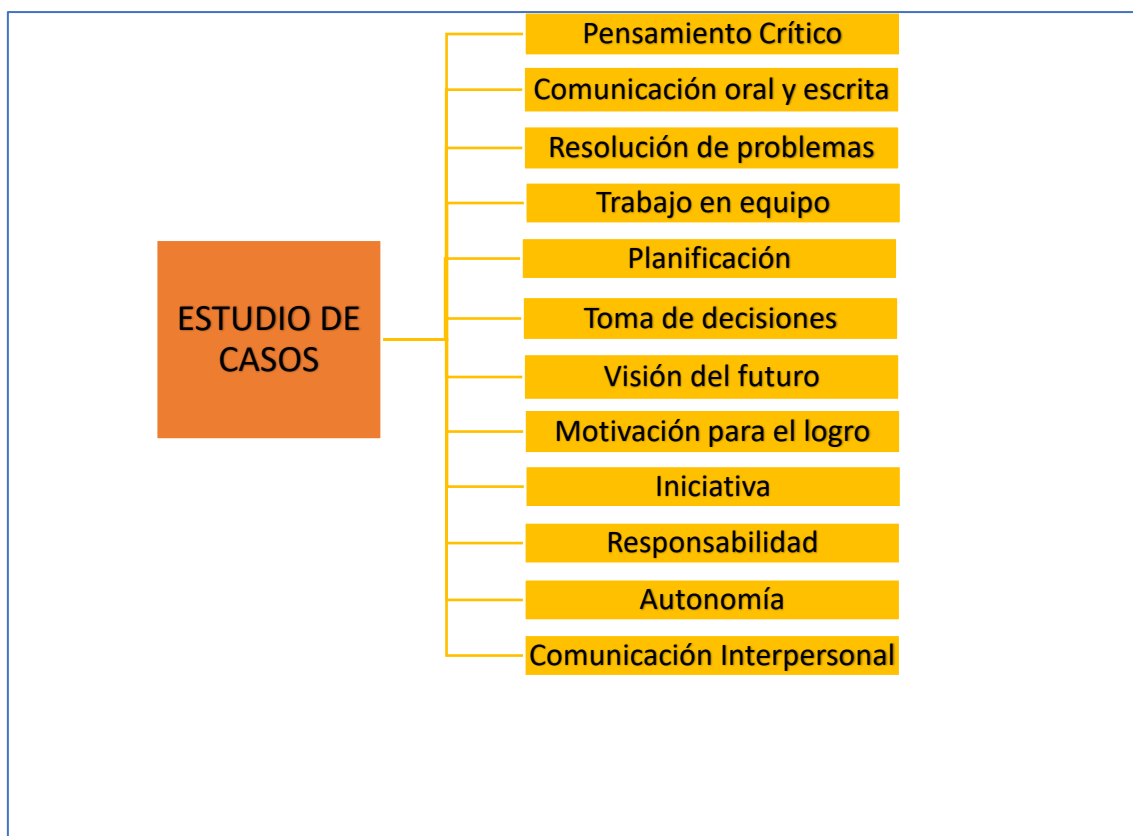 Pensamiento Crítico
Comunicación oral y escrita
Resolución de problemas
Trabajo en equipo
Planificación
ESTUDIO DE
CASOS
Toma de decisiones
Visión del futuro
Motivación para el logro
Iniciativa
Responsabilidad
Autonomía
Comunicación Interpersonal